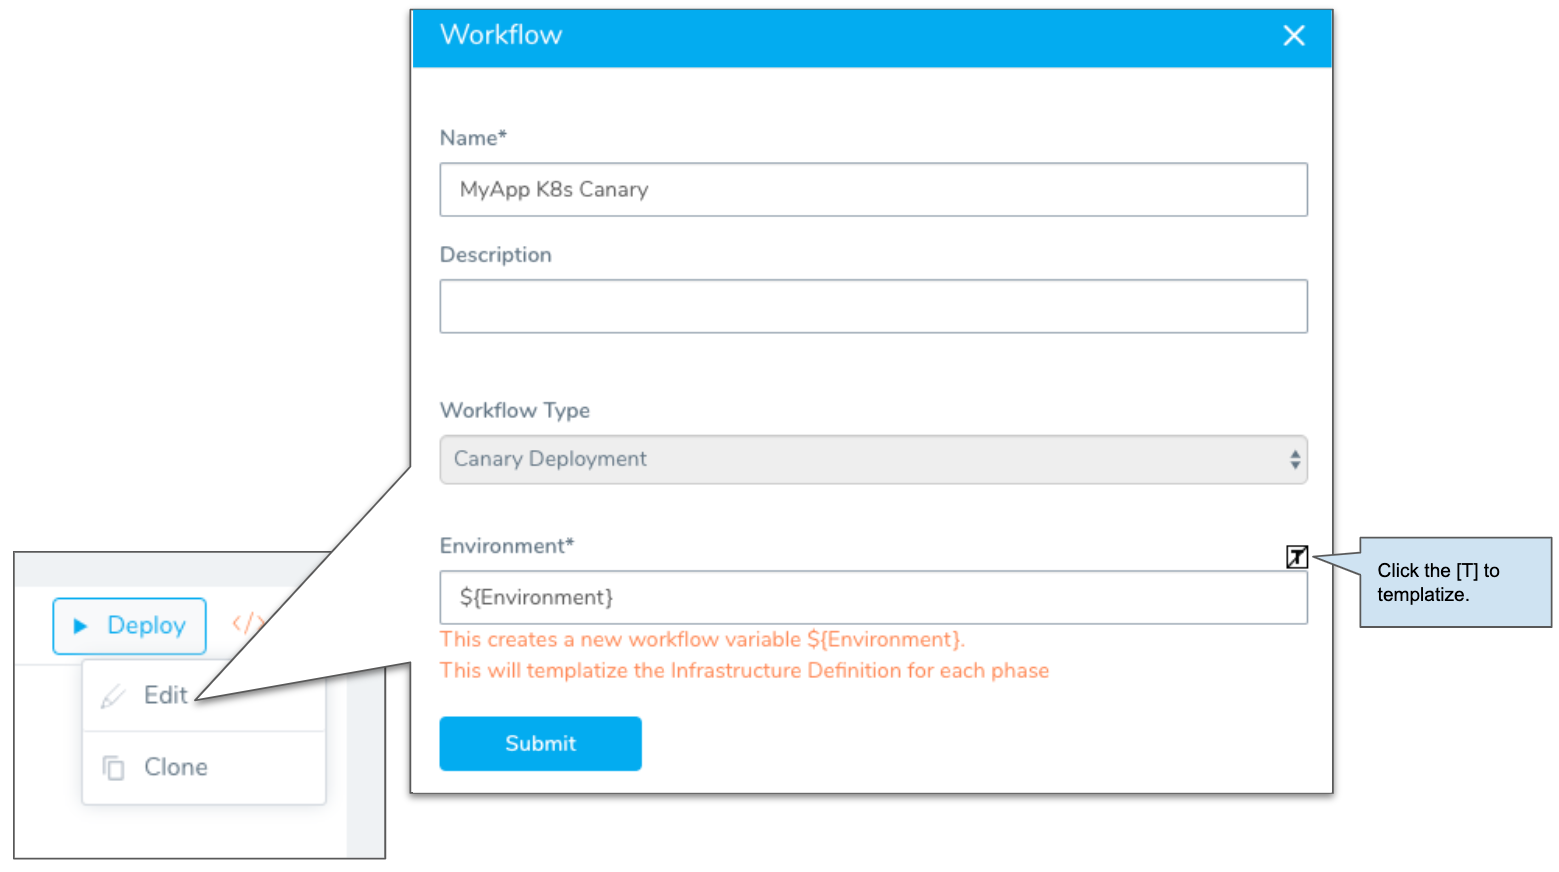 Workflow
Name*
MyApp K8s Canary
Description
Workflow Type
Canary Deployment
Environment*
T
${Environment}
This creates a new workflow variable ${Environment}.
This will templatize the Infrastructure Definition for each phase
Submit
Click the [T] to
templatize.
Deploy
</>
Edit
Clone